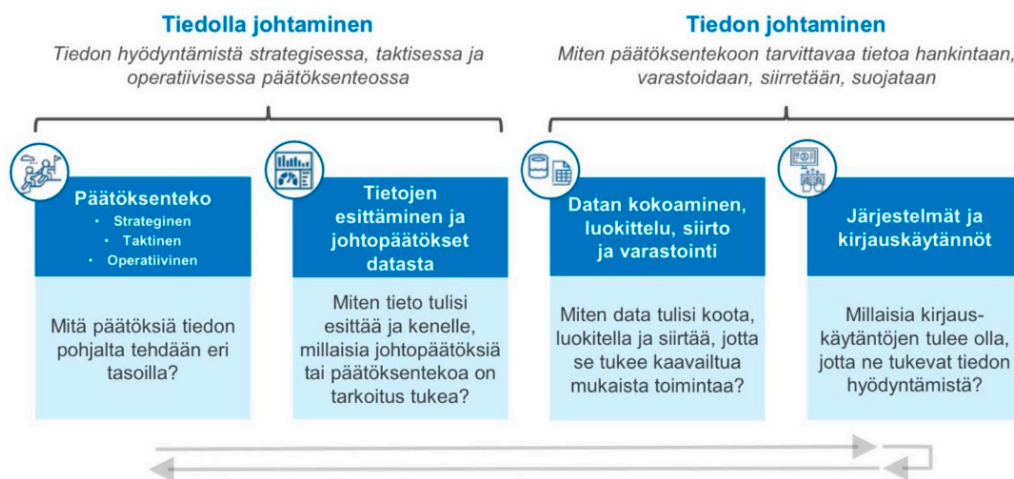 Tiedolla johtaminen
Tiedon hyödyntämistä strategisessa, taktisessa ja
operatiivisessa päätöksenteossa
Tiedon johtaminen
Miten päätöksentekoon tarvittavaa tietoa hankintaan,
varastoidaan, siirretään, suojataan
Päätöksenteko
• Strateginen
• Taktinen
• Operatiivinen
Mitä päätöksiä tiedon
pohjalta tehdään eri
tasoilla?
Tietojen
esittäminen ja
johtopäätökset
datasta
Miten tieto tulisi
esittää ja kenelle,
millaisia johtopäätöksiä
tai päätöksentekoa on
tarkoitus tukea?
Datan kokoaminen,
luokittelu, siirto
ja varastointi
Miten data tulisi koota,
luokitella ja siirtää, jotta
se tukee kaavailtua
mukaista toimintaa?
Järjestelmät ja
kirjauskäytännöt
Millaisia kirjaus-
käytäntöjen tulee olla,
jotta ne tukevat tiedon
hyödyntämistä?